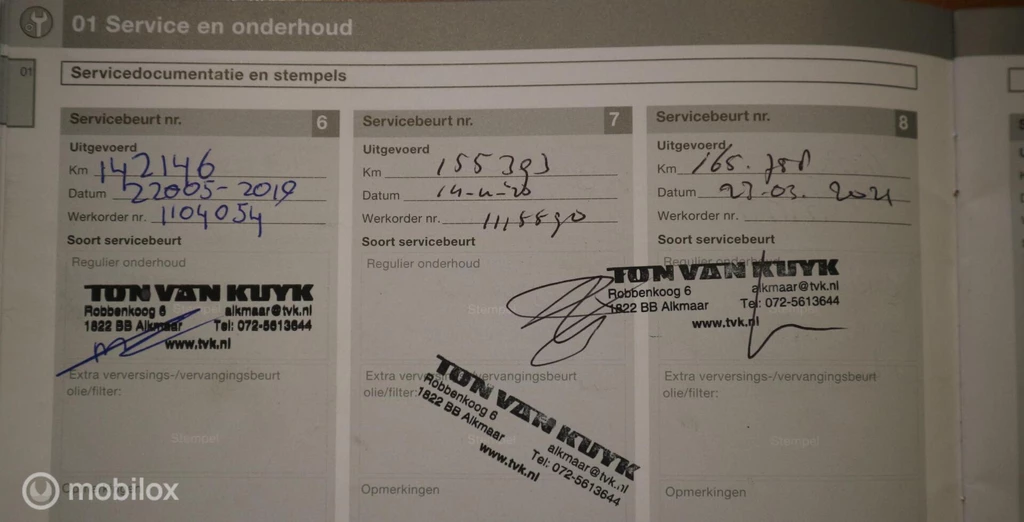 01 Service en onderhoud
01
Servicedocumentatie en stempels
Servicebeurt nr. 6
Uitgevoerd
Km 142146
Datum 22005-2019
Werkorder nr. 1104054
Soort servicebeurt
Regulier onderhoud
TON VAN KUYK
Robbenkoog 6 alkmaar@tvk.nl
1822 BB Alkmaar Tel: 072-5613644
www.tvk.nl
Extra verversings-/vervangingsbeurt
olie/filter:
Stempel
Servicebeurt nr. 7
Uitgevoerd
Km 155393
Datum
Werkorder nr.
Soort servicebeurt
Regulier onderhoud
Stempel
Extra verversings-/vervangingsbeurt
olie/filter:
TON VAN KUYK
Robbenkoog 6 alkmaar@tvk.nl
1822 BB Alkmaar Tel: 072-5613644
www.tvk.nl
Stempel
Opmerkingen
Servicebeurt nr. 8
Uitgevoerd
Km
Datum 23.03.2021
Werkorder nr.
Soort servicebeurt
Regulier onderhoud
TON VAN KUYK
Robbenkoog 6 alkmaar@tvk.nl
1822 BB Alkmaar Tel: 072-5613644
www.tvk.nl
Extra verversings-/vervangingsbeurt
olie/filter:
Stempel
Opmerkingen
mobilox